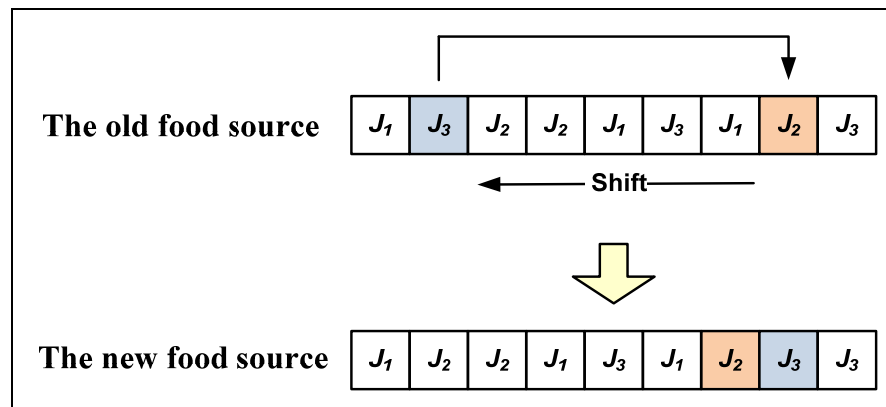 The old food source J1 J3 J2 J2 J1 J3 J1 J2 J3
Shift
The new food source J1 J2 J2 J1 J3 J1 J2 J3 J3